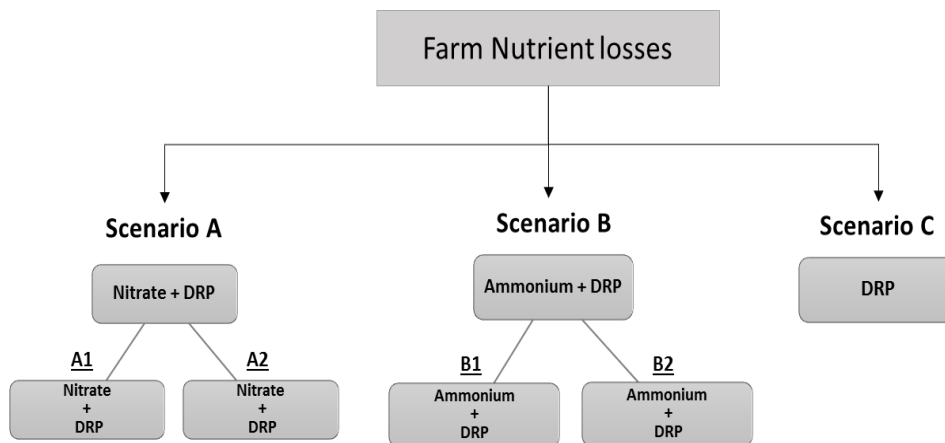 Farm Nutrient losses
Scenario A
Scenario B
Scenario C
Nitrate + DRP
Ammonium + DRP
DRP
A1
A2
B1
B2
Nitrate
+
DRP
Nitrate
+
DRP
Ammonium
+
DRP
Ammonium
+
DRP